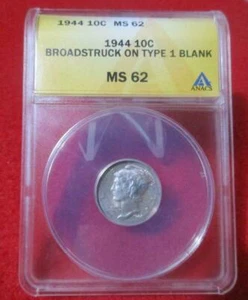 1944 10C MS 62
1944 10C
BROADSTRUCK ON TYPE 1 BLANK
MS 62
ANACS